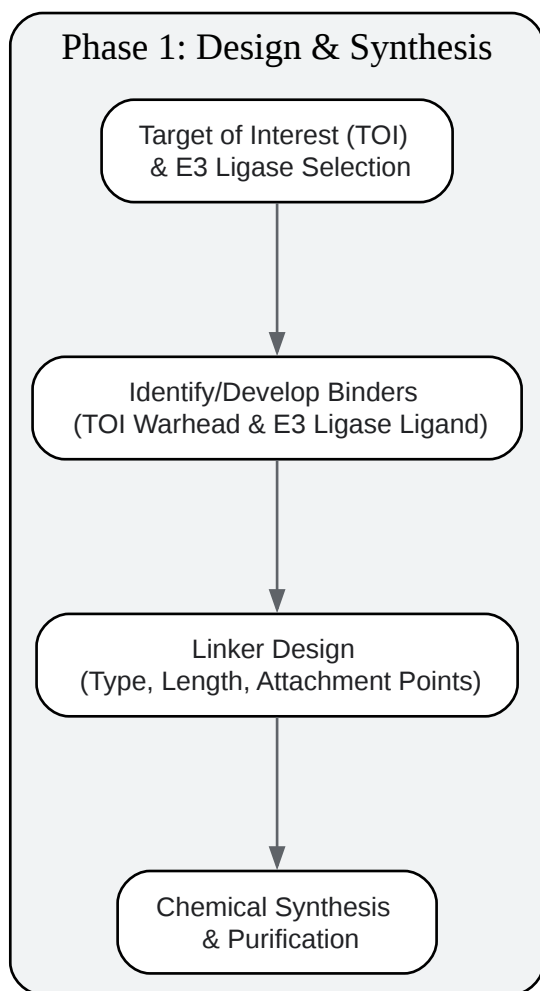 Phase 1: Design & Synthesis
Target of Interest (TOI)
& E3 Ligase Selection
Identify/Develop Binders
(TOI Warhead & E3 Ligase Ligand)
Linker Design
(Type, Length, Attachment Points)
Chemical Synthesis
& Purification